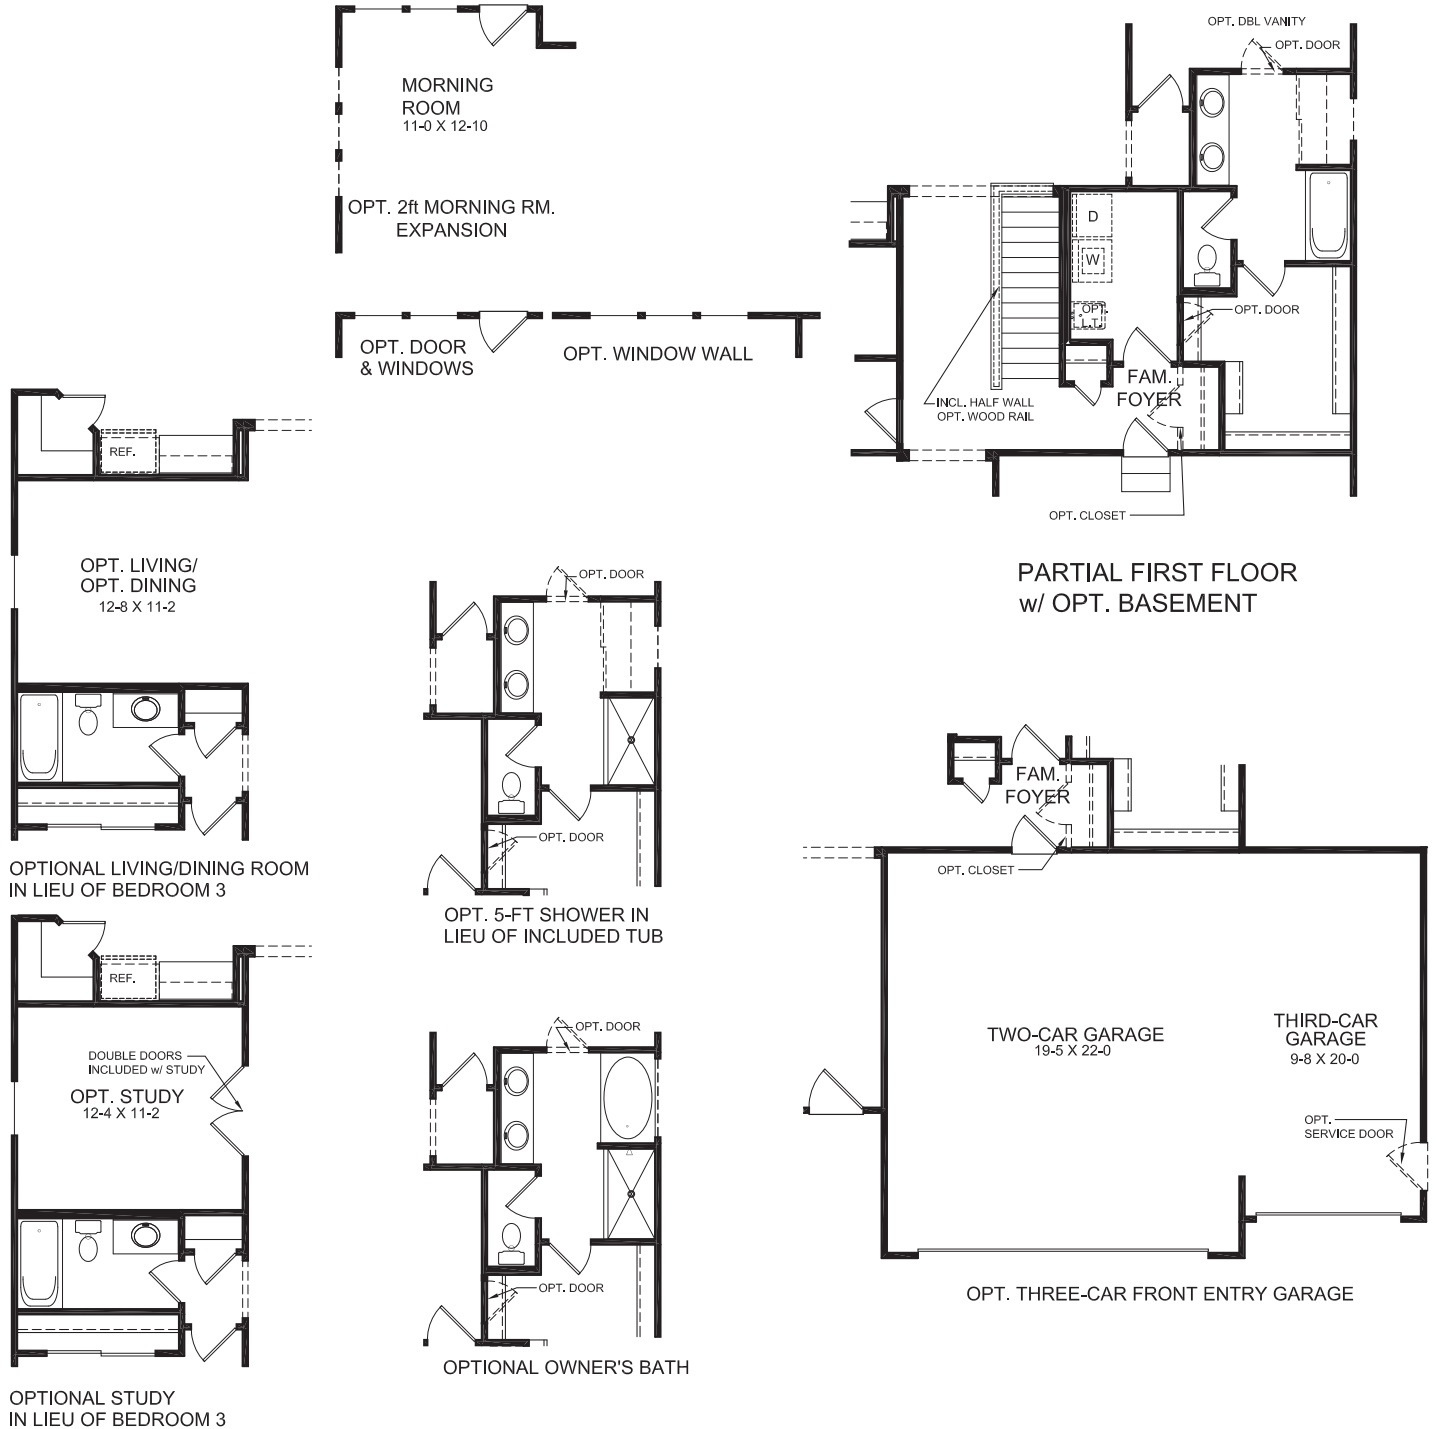 MORNING
ROOM
11-0 X 12-10
OPT. 2ft MORNING RM.
EXPANSION
OPT. DOOR
& WINDOWS
OPT. WINDOW WALL
OPT. DBL VANITY
OPT. DOOR
D
W
OPT.
L.T.
OPT. DOOR
FAM.
FOYER
INCL. HALF WALL
OPT. WOOD RAIL
OPT. CLOSET
PARTIAL FIRST FLOOR
w/ OPT. BASEMENT
REF.
OPT. LIVING/
OPT. DINING
12-8 X 11-2
OPTIONAL LIVING/DINING ROOM
IN LIEU OF BEDROOM 3
OPT. DOOR
OPT. DOOR
OPT. 5-FT SHOWER IN
LIEU OF INCLUDED TUB
FAM.
FOYER
OPT. CLOSET
TWO-CAR GARAGE
19-5 X 22-0
THIRD-CAR
GARAGE
9-8 X 20-0
OPT.
SERVICE DOOR
OPT. THREE-CAR FRONT ENTRY GARAGE
REF.
DOUBLE DOORS
INCLUDED w/ STUDY
OPT. STUDY
12-4 X 11-2
OPTIONAL STUDY
IN LIEU OF BEDROOM 3
OPT. DOOR
OPT. DOOR
OPTIONAL OWNER'S BATH